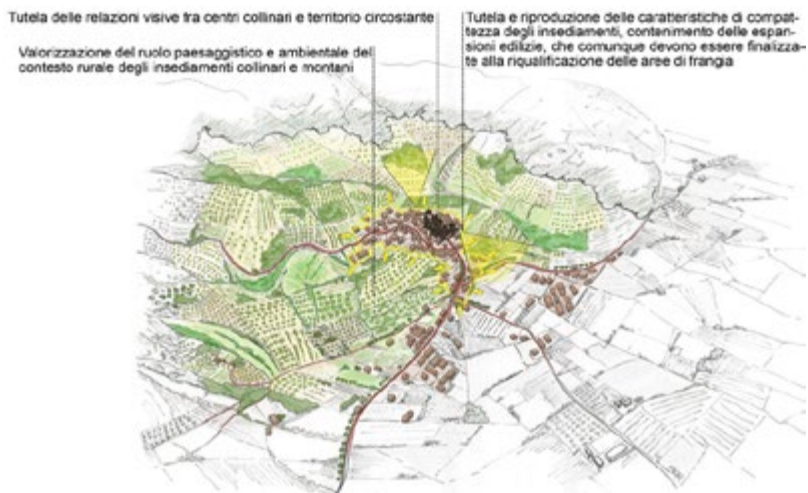 Tutela delle relazioni visive fra centri collinari e territorio circostante
Valorizzazione del ruolo paesaggistico e ambientale del
contesto rurale degli insediamenti collinari e montani
Tutela e riproduzione delle caratteristiche di compat-
tezza degli insediamenti, contenimento delle espan-
sioni edilizie, che comunque devono essere finalizza-
te alla riqualificazione delle aree di frangia